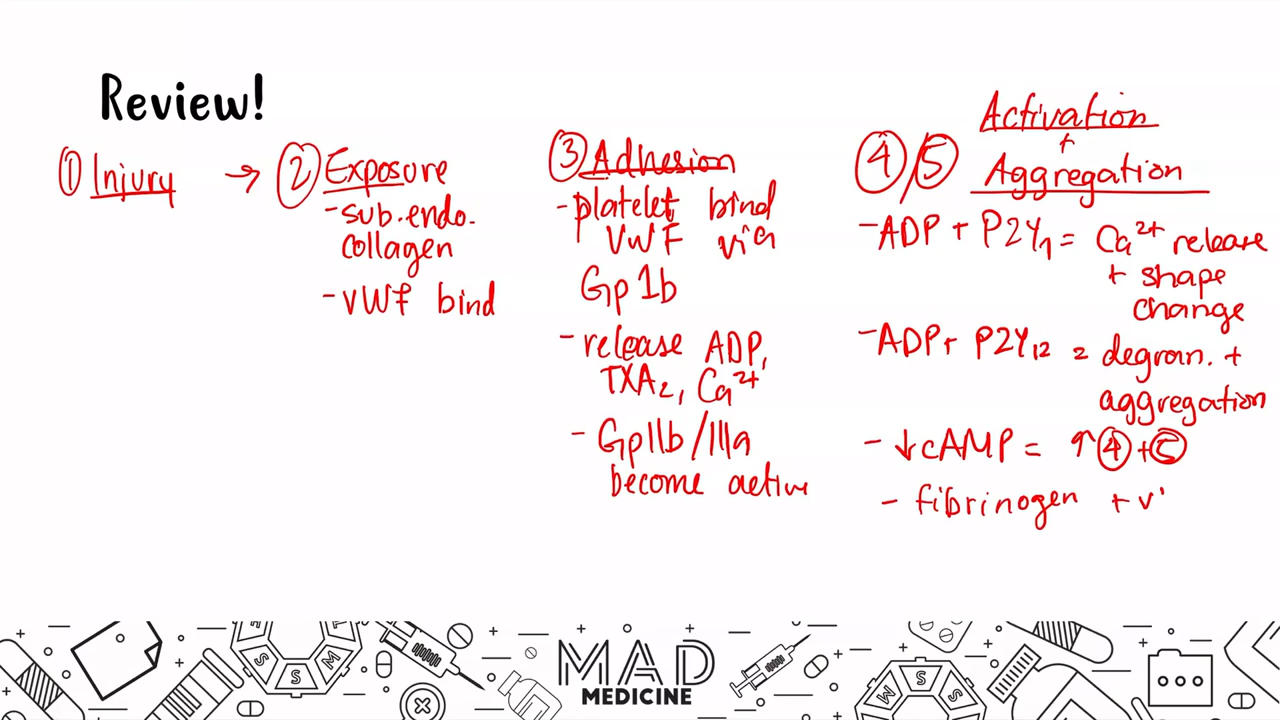 Review!
① Injury → ② Exposure
- sub.endo.
collagen
- vWf bind
③ Adhesion
- platelet bind
VWF via
Gp1b
- release ADP,
TXA₂, Ca²⁺
- GpIIb/IIIa
become active
④/⑤ Activation
+
Aggregation
- ADP + P2Y₁ = Ca²⁺ release
+ shape
change
- ADP + P2Y₁₂ = degran. +
aggregation
- ↓cAMP = ↑④+⑤
- fibrinogen + v
MAD
MEDICINE